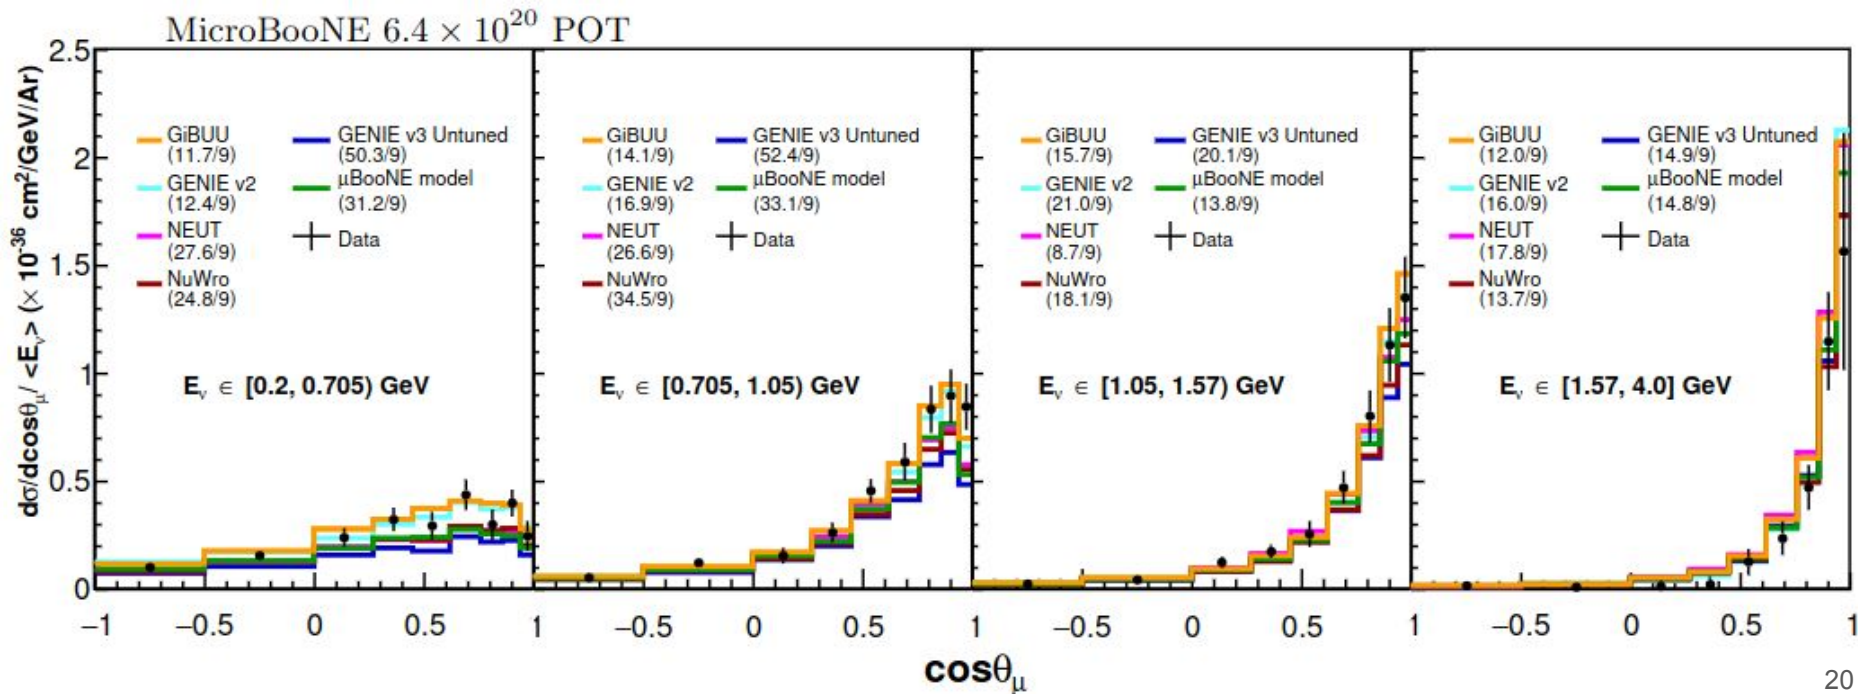 MicroBooNE 6.4 × 10²⁰ POT
dσ/dcosθμ/ <Eν> (× 10⁻³⁶ cm²/GeV/Ar)
2.5
2
1.5
1
0.5
0
GiBUU
(11.7/9)
GENIE v2
(12.4/9)
NEUT
(27.6/9)
NuWro
(24.8/9)
GENIE v3 Untuned
(50.3/9)
μBooNE model
(31.2/9)
Data
Eν ∈ [0.2, 0.705) GeV
GiBUU
(14.1/9)
GENIE v2
(16.9/9)
NEUT
(26.6/9)
NuWro
(34.5/9)
GENIE v3 Untuned
(52.4/9)
μBooNE model
(33.1/9)
Data
Eν ∈ [0.705, 1.05) GeV
GiBUU
(15.7/9)
GENIE v2
(21.0/9)
NEUT
(8.7/9)
NuWro
(18.1/9)
GENIE v3 Untuned
(20.1/9)
μBooNE model
(13.8/9)
Data
Eν ∈ [1.05, 1.57) GeV
GiBUU
(12.0/9)
GENIE v2
(16.0/9)
NEUT
(17.8/9)
NuWro
(13.7/9)
GENIE v3 Untuned
(14.9/9)
μBooNE model
(14.8/9)
Data
Eν ∈ [1.57, 4.0] GeV
−1 −0.5 0 0.5 1 −0.5 0 0.5 1 −0.5 0 0.5 1 −0.5 0 0.5 1
cosθμ
20